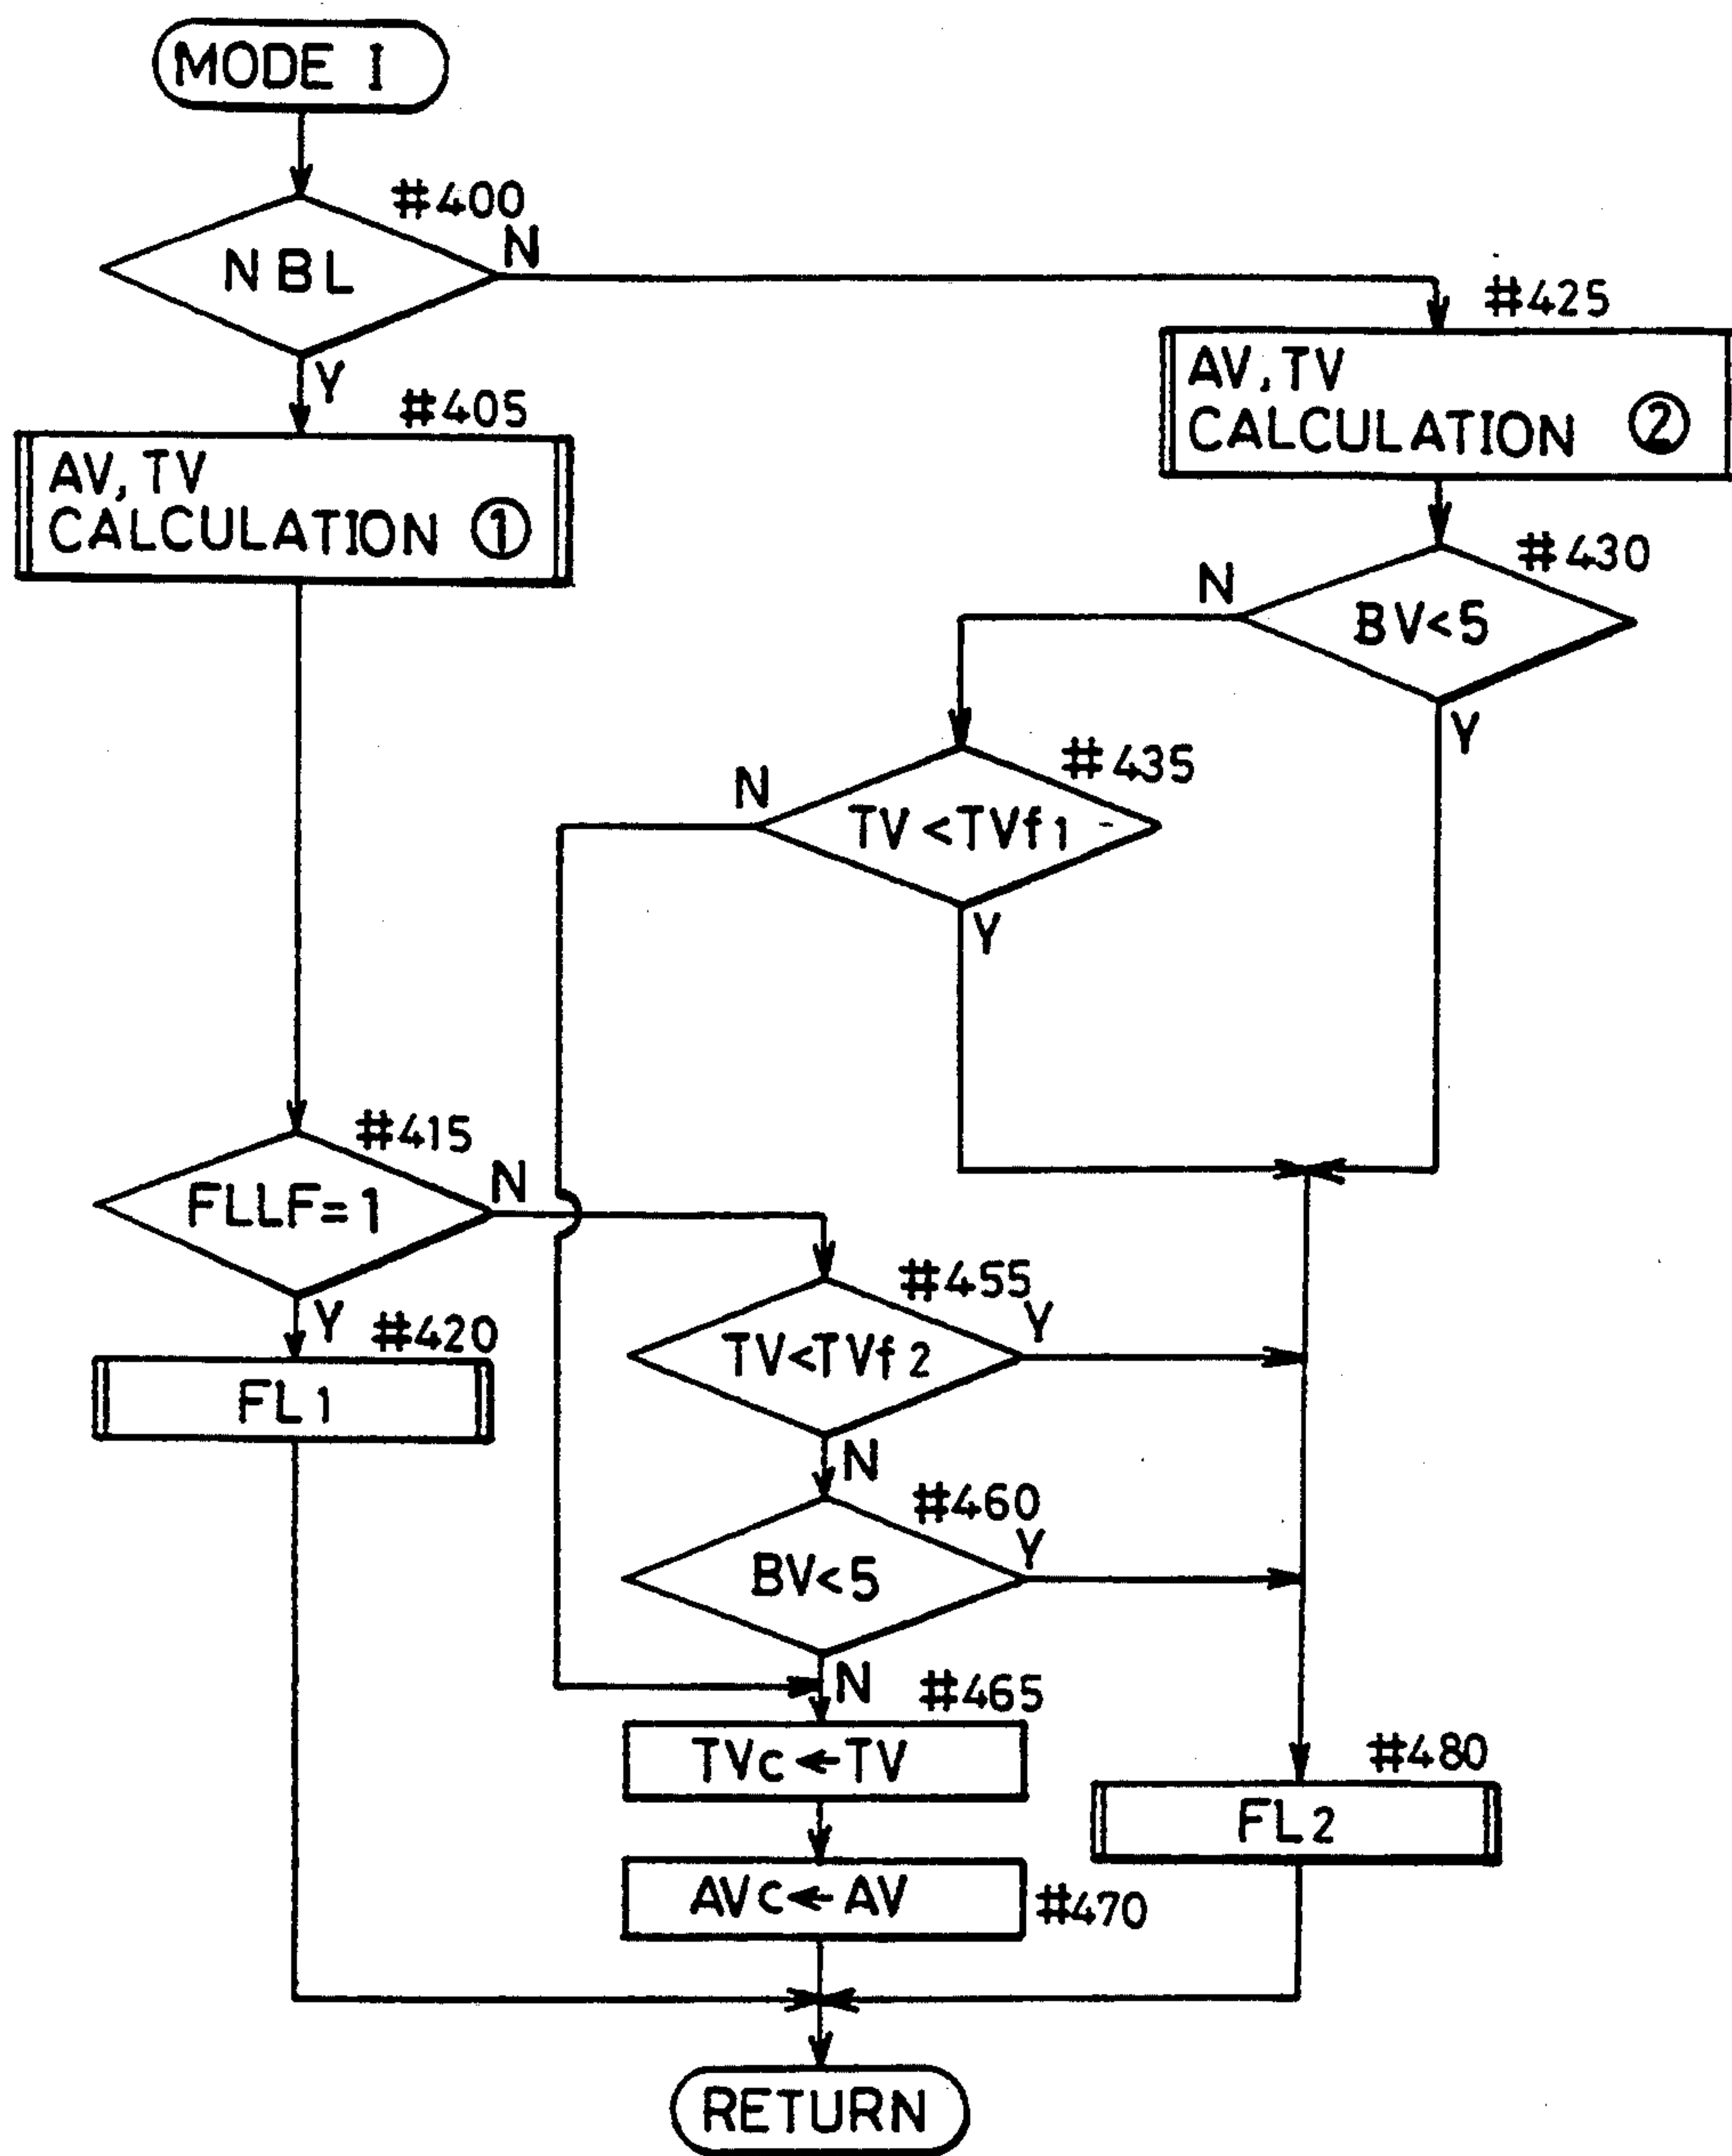 MODE I
#400
NBL
N
Y
#425
AV, TV
CALCULATION ②
#405
AV, TV
CALCULATION ①
#430
BV<5
N
Y
#435
TV<TVf1
N
Y
#415
FLLF=1
N
Y
#420
FL1
#455
TV<TVf2
Y
N
#460
BV<5
Y
N
#465
TVc←TV
#480
FL2
AVc←AV
#470
RETURN